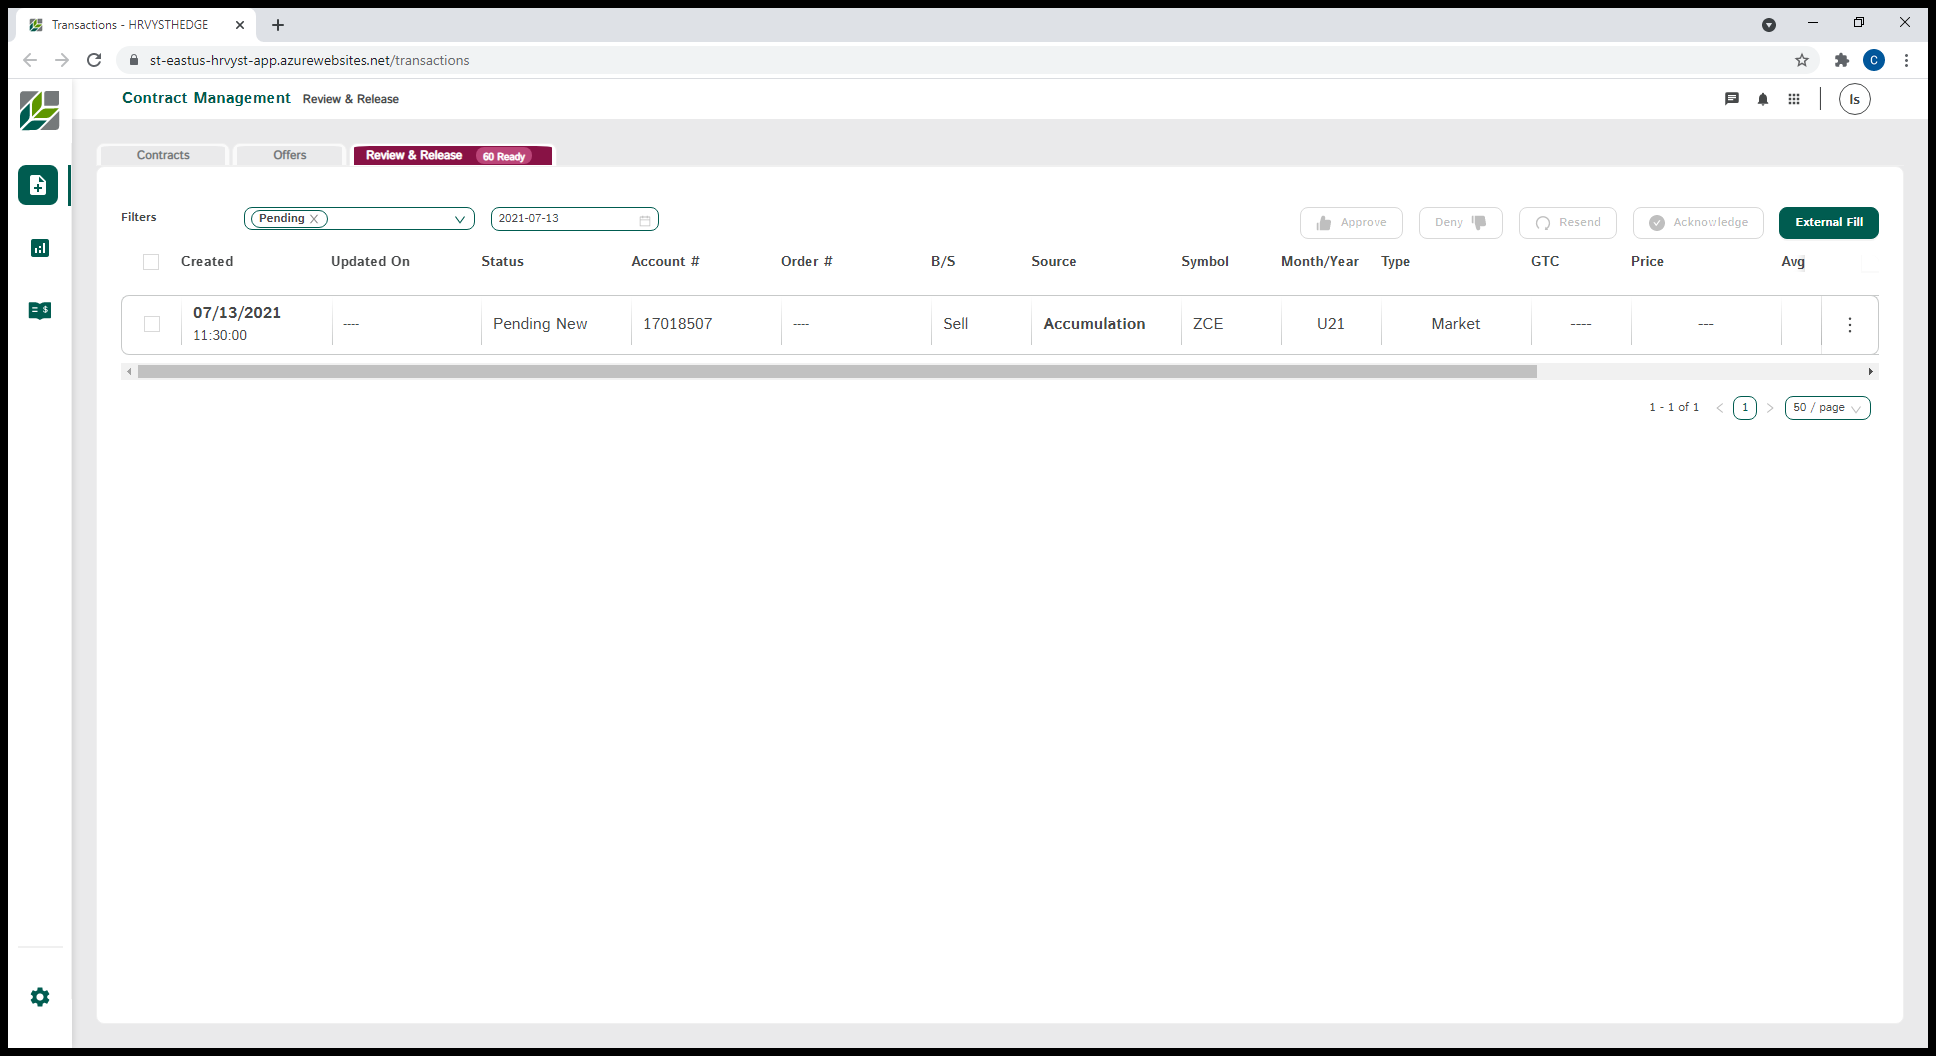 Transactions - HRVYSTHEDGE
st-eastus-hrvyst-app.azurewebsites.net/transactions
C
Contract Management Review & Release
Is
Contracts Offers Review & Release 60 Ready
Filters Pending 2021-07-13 Approve Deny Resend Acknowledge External Fill
Created Updated On Status Account # Order # B/S Source Symbol Month/Year Type GTC Price Avg
07/13/2021
11:30:00
---- Pending New 17018507 ---- Sell Accumulation ZCE U21 Market ---- ---
1 - 1 of 1 < 1 > 50 / page